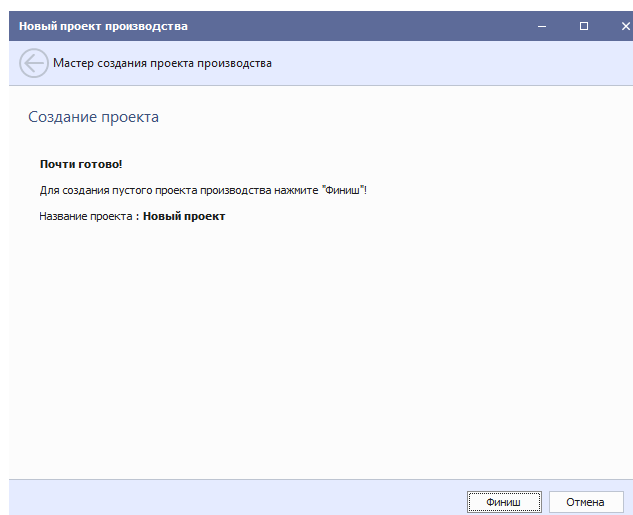 Новый проект производства
Мастер создания проекта производства
Создание проекта
Почти готово!
Для создания пустого проекта производства нажмите "Финиш"!
Название проекта : Новый проект
Финиш
Отмена